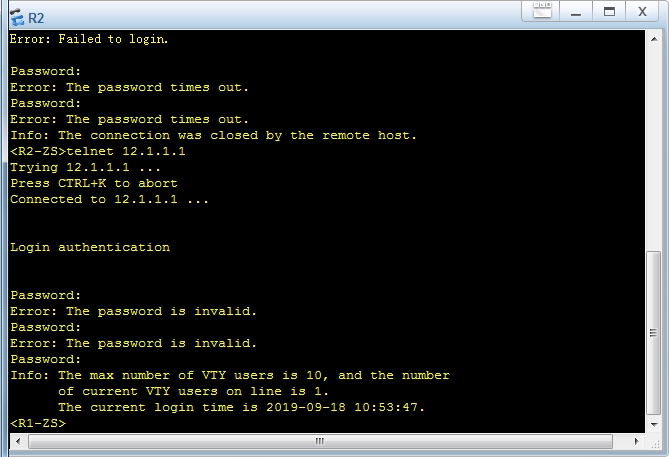 R2
Error: Failed to login.
Password:
Error: The password times out.
Password:
Error: The password times out.
Info: The connection was closed by the remote host.
<R2-ZS>telnet 12.1.1.1
Trying 12.1.1.1 ...
Press CTRL+K to abort
Connected to 12.1.1.1 ...
Login authentication
Password:
Error: The password is invalid.
Password:
Error: The password is invalid.
Password:
Info: The max number of VTY users is 10, and the number
of current VTY users on line is 1.
The current login time is 2019-09-18 10:53:47.
<R1-ZS>